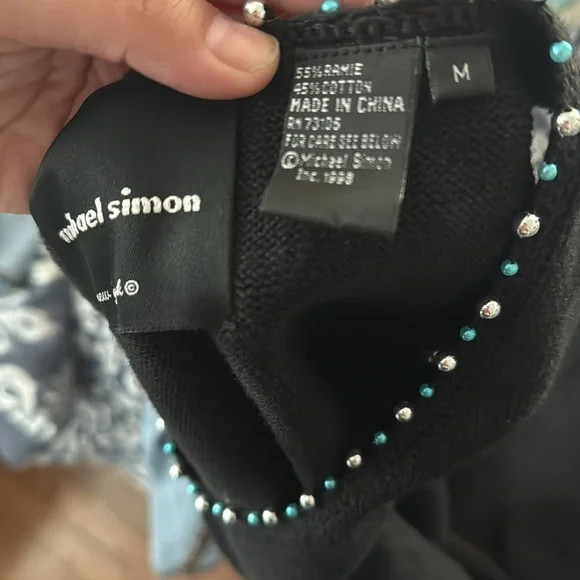 michael simon
©
55% RAMIE
45% COTTON
MADE IN CHINA
RN 73105
FOR CARE SEE BELOW
© Michael Simon
Inc. 1998
M